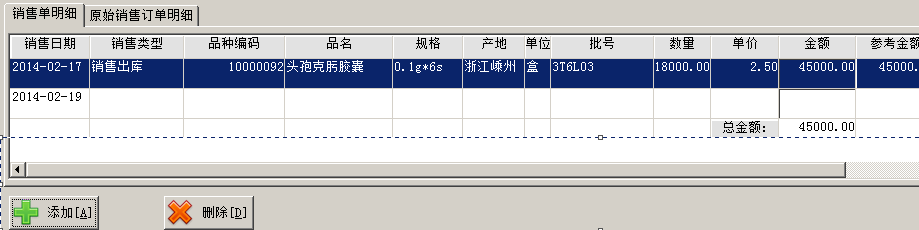 销售单明细 原始销售订单明细
销售日期 销售类型 品种编码 品名 规格 产地 单位 批号 数量 单价 金额 参考金额
2014-02-17 销售出库 10000092 头孢克肟胶囊 0.1g*6s 浙江嵊州 盒 3T6L03 18000.00 2.50 45000.00 45000.
2014-02-19
总金额: 45000.00
添加[A] 删除[D]